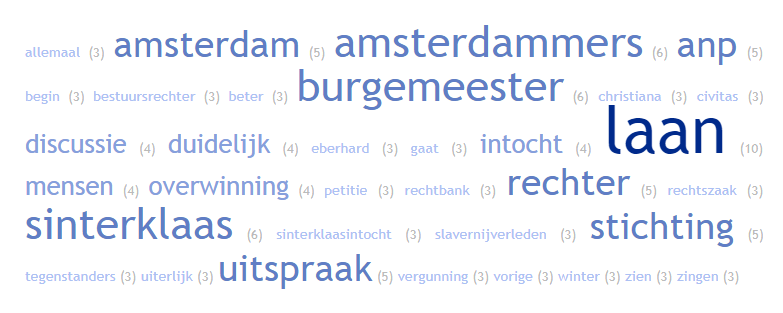 allemaal (3) amsterdam (5) amsterdammers (6) anp (5)
begin (3) bestuursrechter (3) beter (3) burgemeester (6) christiana (3) civitas (3)
discussie (4) duidelijk (4) eberhard (3) gaat (3) intocht (4) laan (10)
mensen (4) overwinning (4) petitie (3) rechtbank (3) rechter (5) rechtszaak (3)
sinterklaas (6) sinterklaasintocht (3) slavernijverleden (3) stichting (5)
tegenstanders (3) uiterlijk (3) uitspraak (5) vergunning (3) vorige (3) winter (3) zien (3) zingen (3)